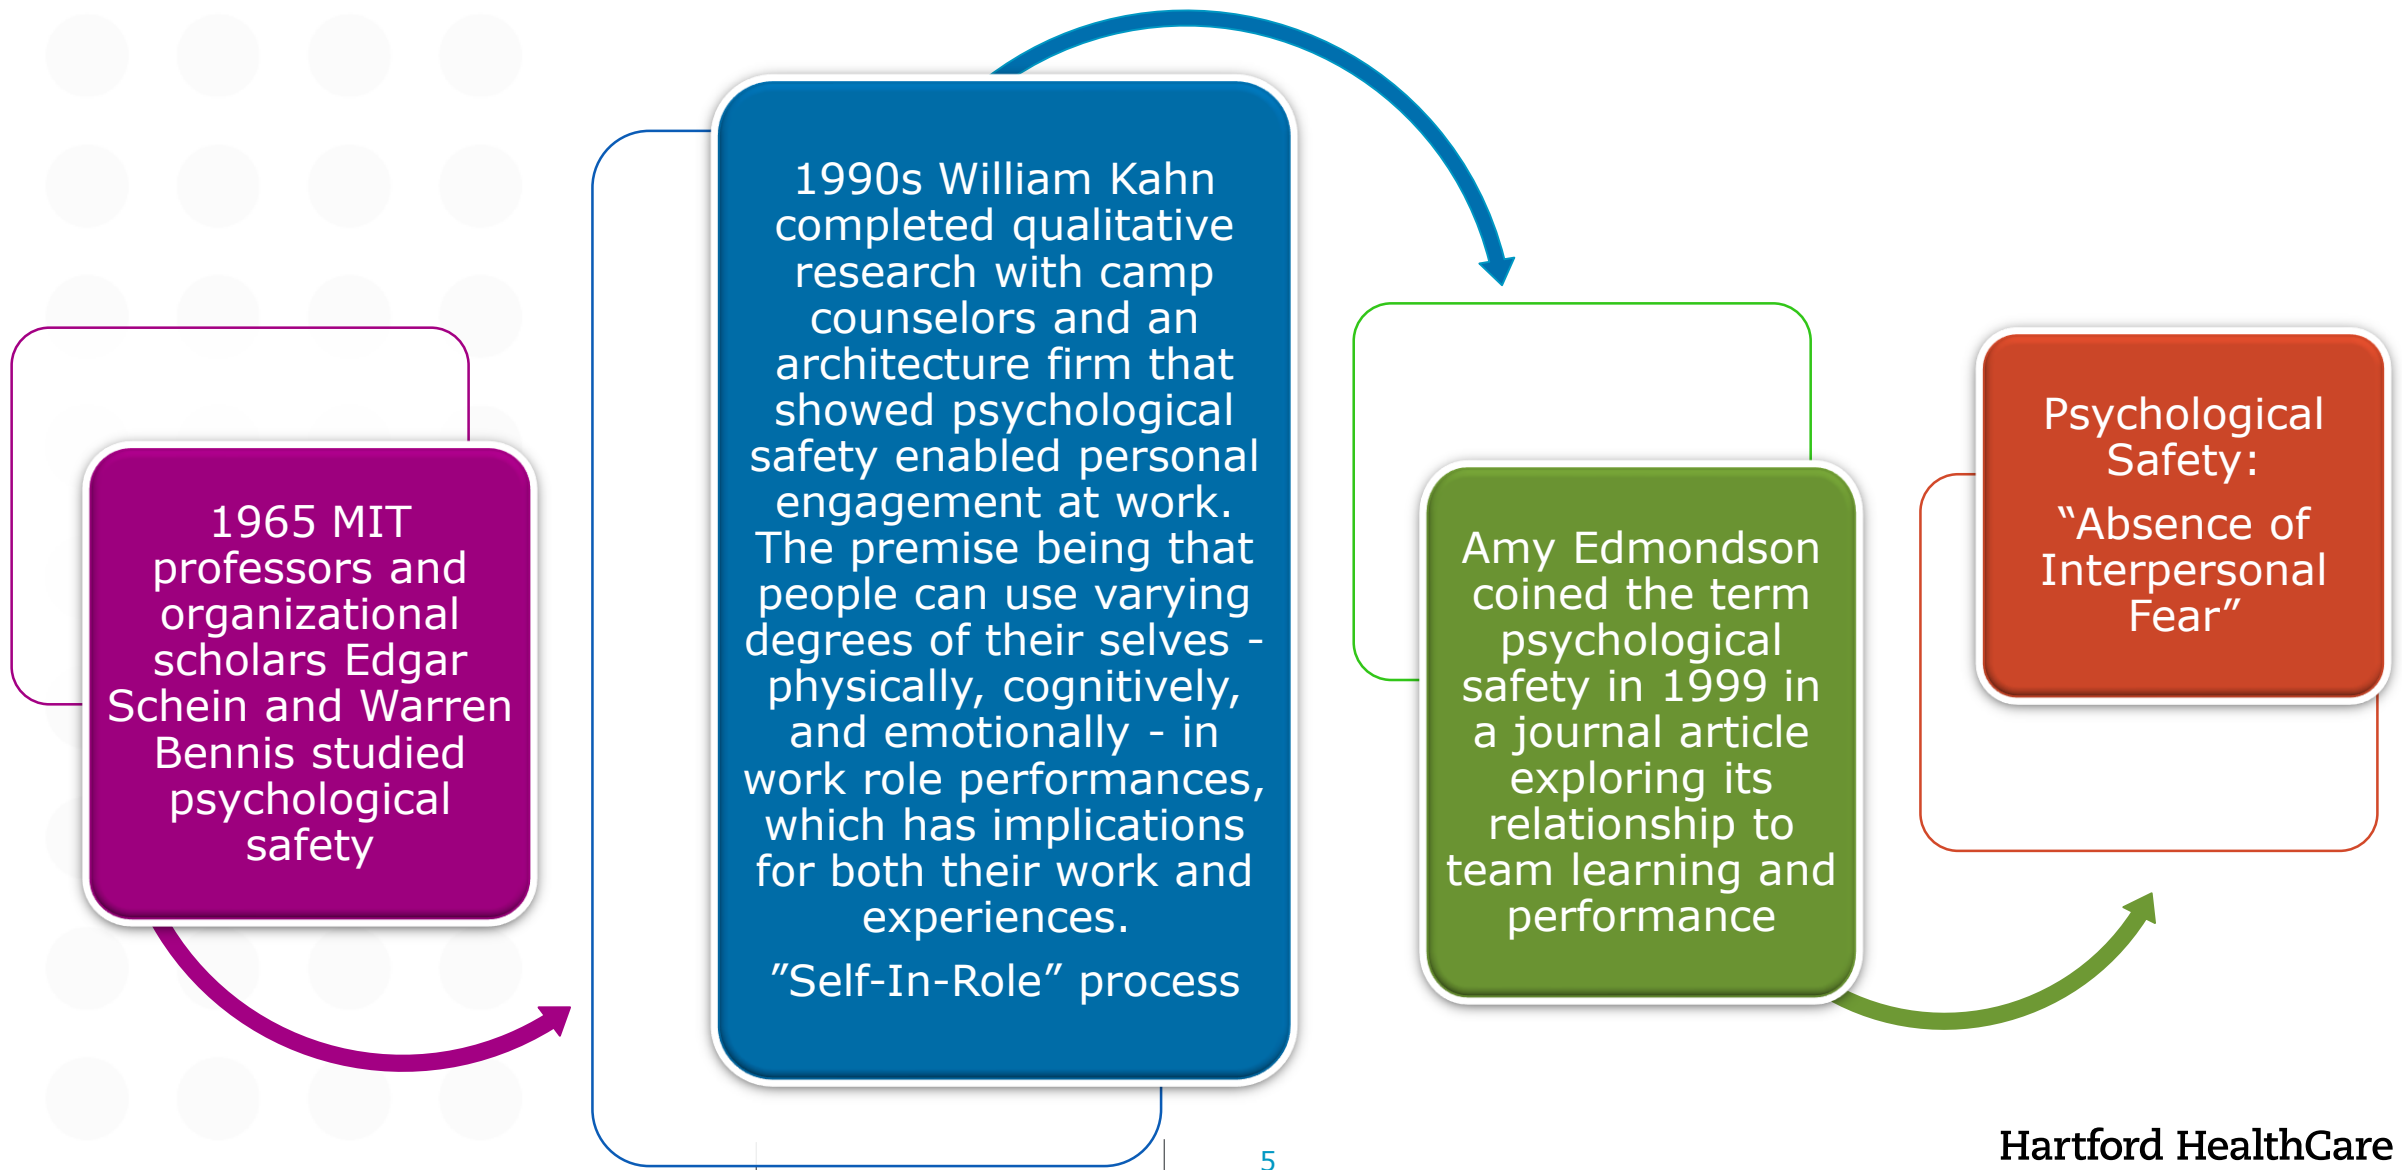 1965 MIT
professors and
organizational
scholars Edgar
Schein and Warren
Bennis studied
psychological
safety
1990s William Kahn
completed qualitative
research with camp
counselors and an
architecture firm that
showed psychological
safety enabled personal
engagement at work.
The premise being that
people can use varying
degrees of their selves -
physically, cognitively,
and emotionally - in
work role performances,
which has implications
for both their work and
experiences.
”Self-In-Role” process
Amy Edmondson
coined the term
psychological
safety in 1999 in
a journal article
exploring its
relationship to
team learning and
performance
Psychological
Safety:
“Absence of
Interpersonal
Fear”
5
Hartford HealthCare